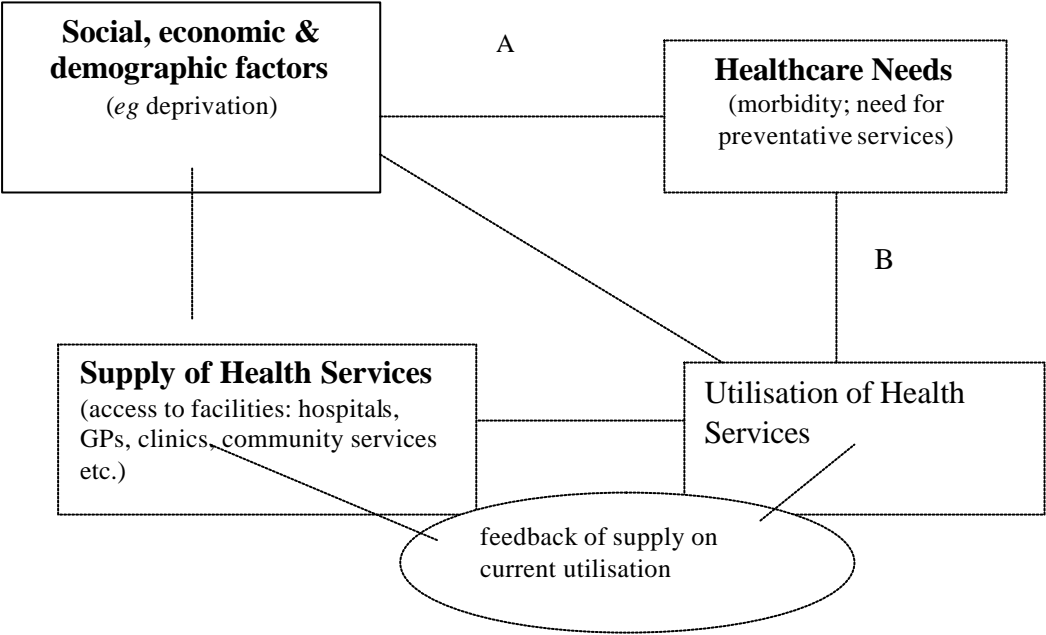 Social, economic &
demographic factors
(eg deprivation)
A
Healthcare Needs
(morbidity; need for
preventative services)
B
Supply of Health Services
(access to facilities: hospitals,
GPs, clinics, community services
etc.)
Utilisation of Health
Services
feedback of supply on
current utilisation